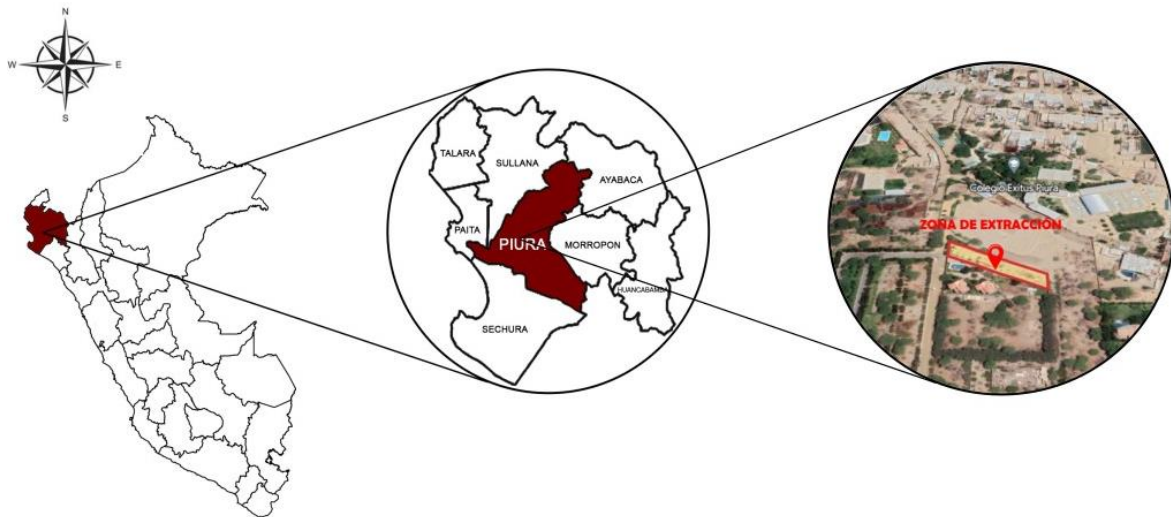 N
W
E
S
TALARA
SULLANA
AYABACA
PAITA
PIURA
MORROPON
HUANCABAMBA
SECHURA
Colegio Exitus Piura
ZONA DE EXTRACCIÓN